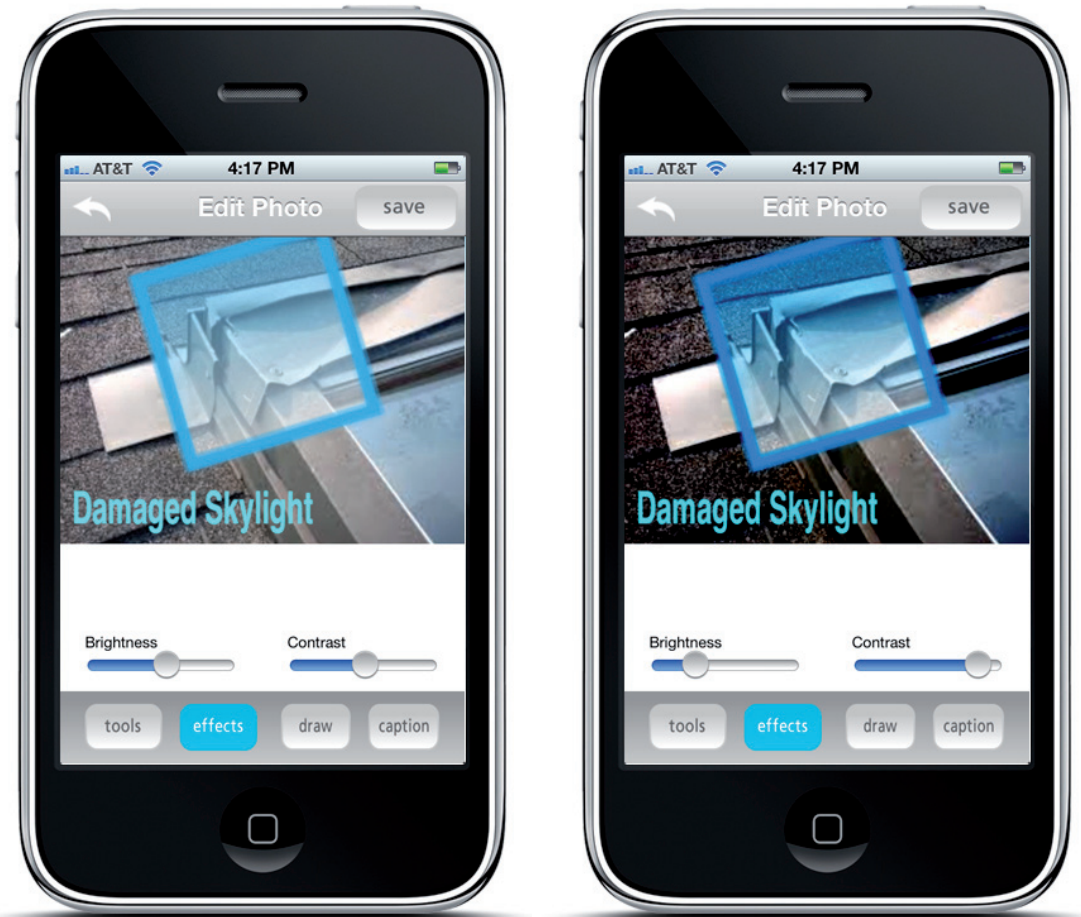 AT&T 4:17 PM
Edit Photo save
Damaged Skylight
Brightness Contrast
tools effects draw caption
AT&T 4:17 PM
Edit Photo save
Damaged Skylight
Brightness Contrast
tools effects draw caption